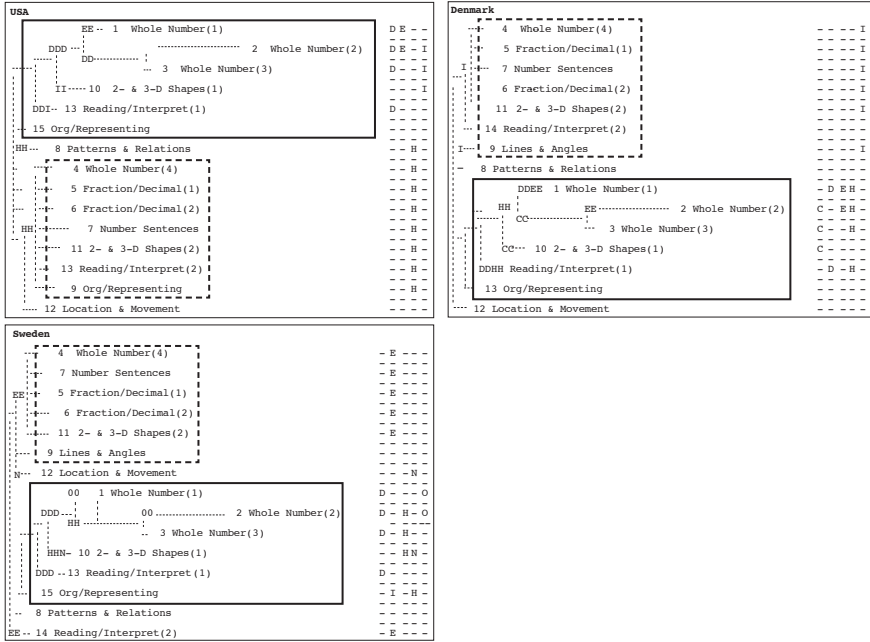 USA
EE 1 Whole Number(1) D E - -
DDD 2 Whole Number(2) D E - I
DD
3 Whole Number(3) D - - I
II 10 2- & 3-D Shapes(1) - - - I
DDI 13 Reading/Interpret(1) D - - -
15 Org/Representing - - - -
HH 8 Patterns & Relations - - H -
4 Whole Number(4) - - H -
5 Fraction/Decimal(1) - - H -
6 Fraction/Decimal(2) - - H -
HH 7 Number Sentences - - H -
11 2- & 3-D Shapes(2) - - H -
13 Reading/Interpret(2) - - H -
9 Org/Representing - - H -
12 Location & Movement - - - -
Denmark
4 Whole Number(4) - - - - I
5 Fraction/Decimal(1) - - - - I
I 7 Number Sentences - - - - I
6 Fraction/Decimal(2) - - - - I
11 2- & 3-D Shapes(2) - - - - I
14 Reading/Interpret(2) - - - - I
I 9 Lines & Angles - - - - I
8 Patterns & Relations - - - - -
DDEE 1 Whole Number(1) - D E H -
HH EE 2 Whole Number(2) C - E H -
CC
3 Whole Number(3) C - - H -
CC 10 2- & 3-D Shapes(1) C - - - -
DDHH Reading/Interpret(1) - D - H -
13 Org/Representing - - - - -
12 Location & Movement - - - - -
Sweden
4 Whole Number(4) - E - - -
7 Number Sentences - E - - -
EE 5 Fraction/Decimal(1) - E - - -
6 Fraction/Decimal(2) - E - - -
11 2- & 3-D Shapes(2) - E - - -
9 Lines & Angles - - - - -
N 12 Location & Movement - - - N -
OO 1 Whole Number(1) D - - - O
DDD OO 2 Whole Number(2) D - H - O
HH
3 Whole Number(3) D - H - -
HHN 10 2- & 3-D Shapes(1) - - H N -
DDD 13 Reading/Interpret(1) D - - - -
15 Org/Representing - I - H -
8 Patterns & Relations - - - - -
EE 14 Reading/Interpret(2) - E - - -